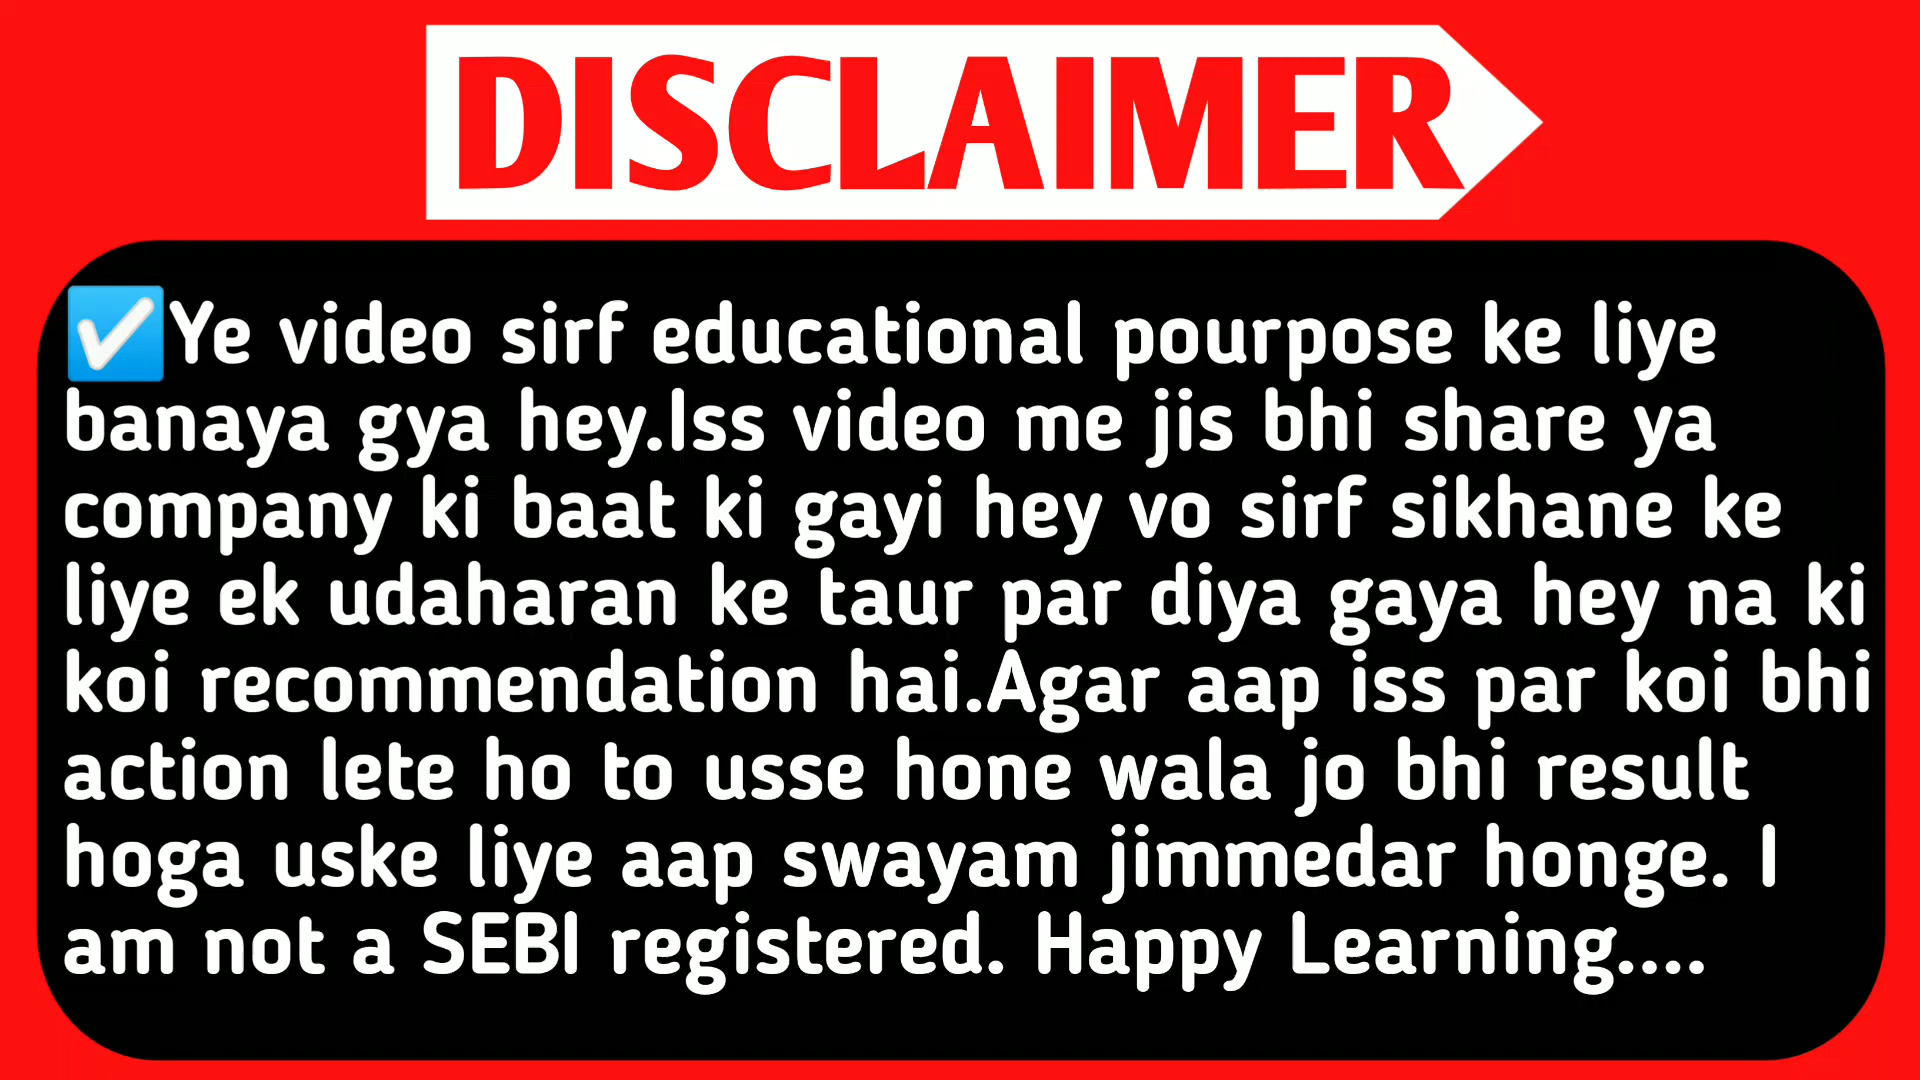 DISCLAIMER
✅Ye video sirf educational pourpose ke liye
banaya gya hey.Iss video me jis bhi share ya
company ki baat ki gayi hey vo sirf sikhane ke
liye ek udaharan ke taur par diya gaya hey na ki
koi recommendation hai.Agar aap iss par koi bhi
action lete ho to usse hone wala jo bhi result
hoga uske liye aap swayam jimmedar honge. I
am not a SEBI registered. Happy Learning....